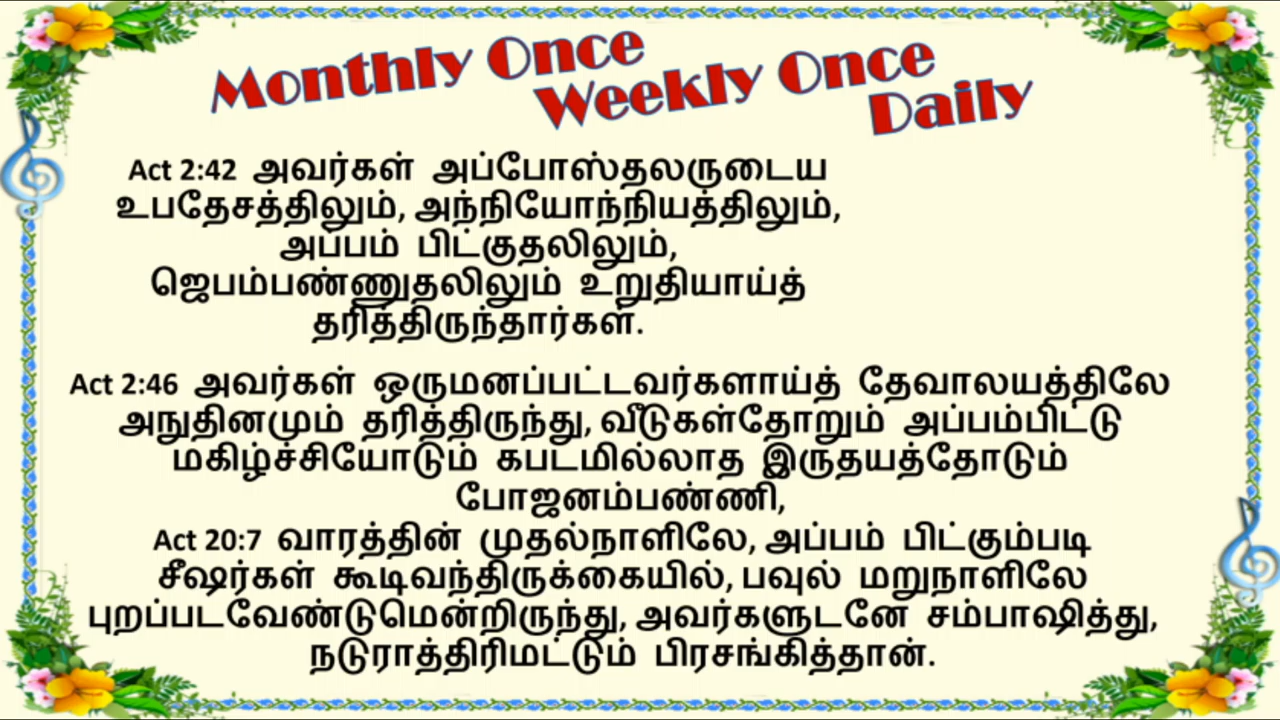 Monthly Once
Weekly Once
Daily
Act 2:42 அவர்கள் அப்போஸ்தலருடைய
உபதேசத்திலும், அந்நியோந்நியத்திலும்,
அப்பம் பிட்குதலிலும்,
ஜெபம்பண்ணுதலிலும் உறுதியாய்த்
தரித்திருந்தார்கள்.
Act 2:46 அவர்கள் ஒருமனப்பட்டவர்களாய்த் தேவாலயத்திலே
அநுதினமும் தரித்திருந்து, வீடுகள்தோறும் அப்பம்பிட்டு
மகிழ்ச்சியோடும் கபடமில்லாத இருதயத்தோடும்
போஜனம்பண்ணி,
Act 20:7 வாரத்தின் முதல்நாளிலே, அப்பம் பிட்கும்படி
சீஷர்கள் கூடிவந்திருக்கையில், பவுல் மறுநாளிலே
புறப்படவேண்டுமென்றிருந்து, அவர்களுடனே சம்பாஷித்து,
நடுராத்திரிமட்டும் பிரசங்கித்தான்.